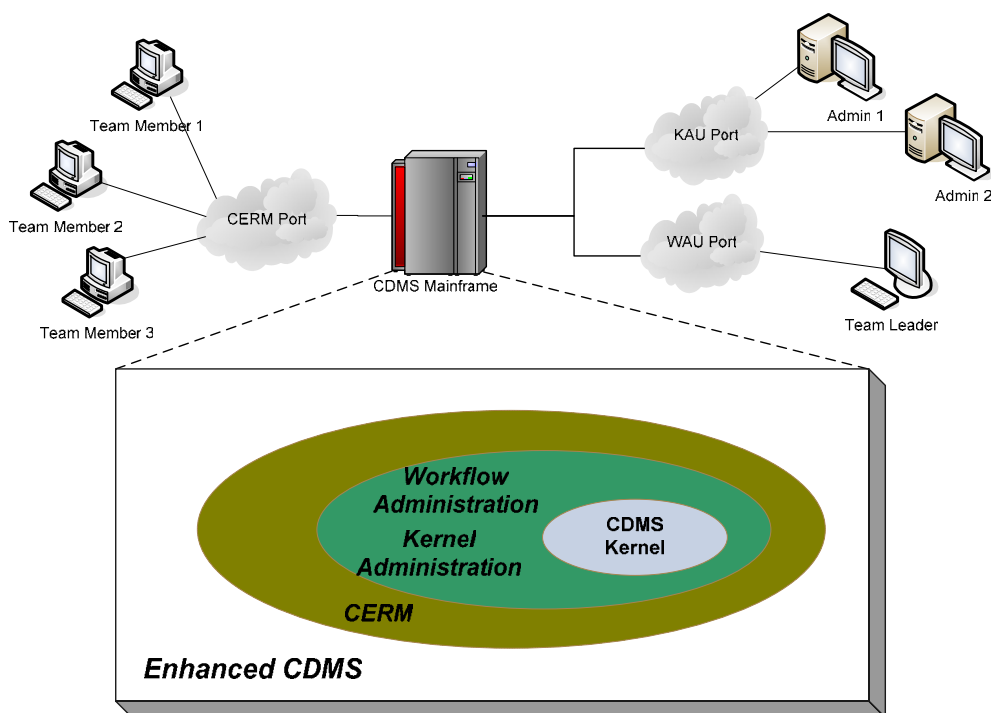 Team Member 1
Team Member 2
Team Member 3
CERM Port
CDMS Mainframe
KAU Port
WAU Port
Admin 1
Admin 2
Team Leader
Workflow
Administration
Kernel
Administration
CDMS
Kernel
CERM
Enhanced CDMS